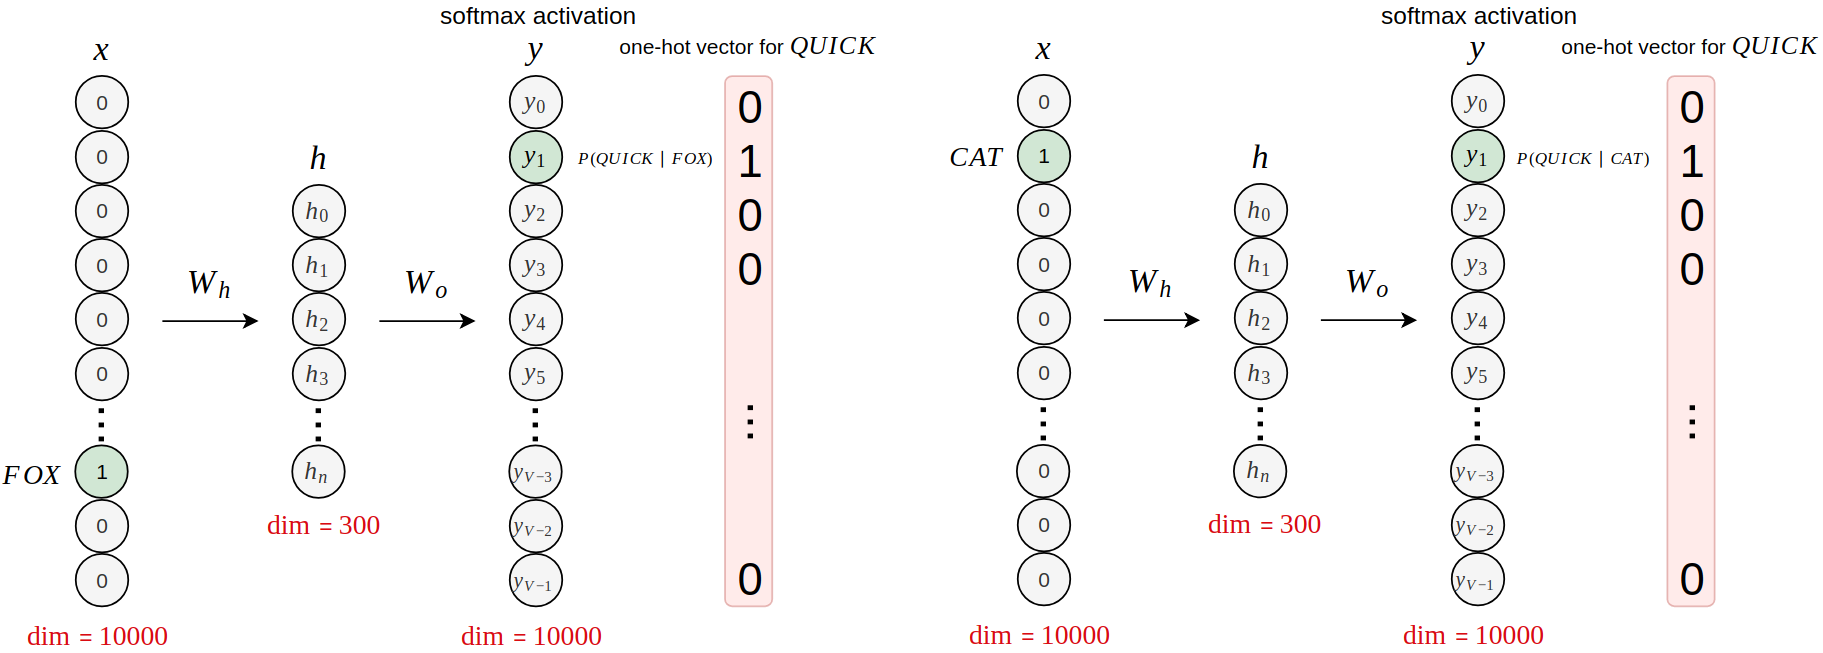 softmax activation
x
y
one-hot vector for QUICK
0
0
0
0
0
0
FOX
1
0
0
dim = 10000
W_h
h
h_0
h_1
h_2
h_3
h_n
dim = 300
W_o
y_0
y_1
P(QUICK | FOX)
y_2
y_3
y_4
y_5
y_{V-3}
y_{V-2}
y_{V-1}
dim = 10000
0
1
0
0
⋮
0
softmax activation
x
y
one-hot vector for QUICK
0
CAT
1
0
0
0
0
0
0
0
dim = 10000
W_h
h
h_0
h_1
h_2
h_3
h_n
dim = 300
W_o
y_0
y_1
P(QUICK | CAT)
y_2
y_3
y_4
y_5
y_{V-3}
y_{V-2}
y_{V-1}
dim = 10000
0
1
0
0
⋮
0